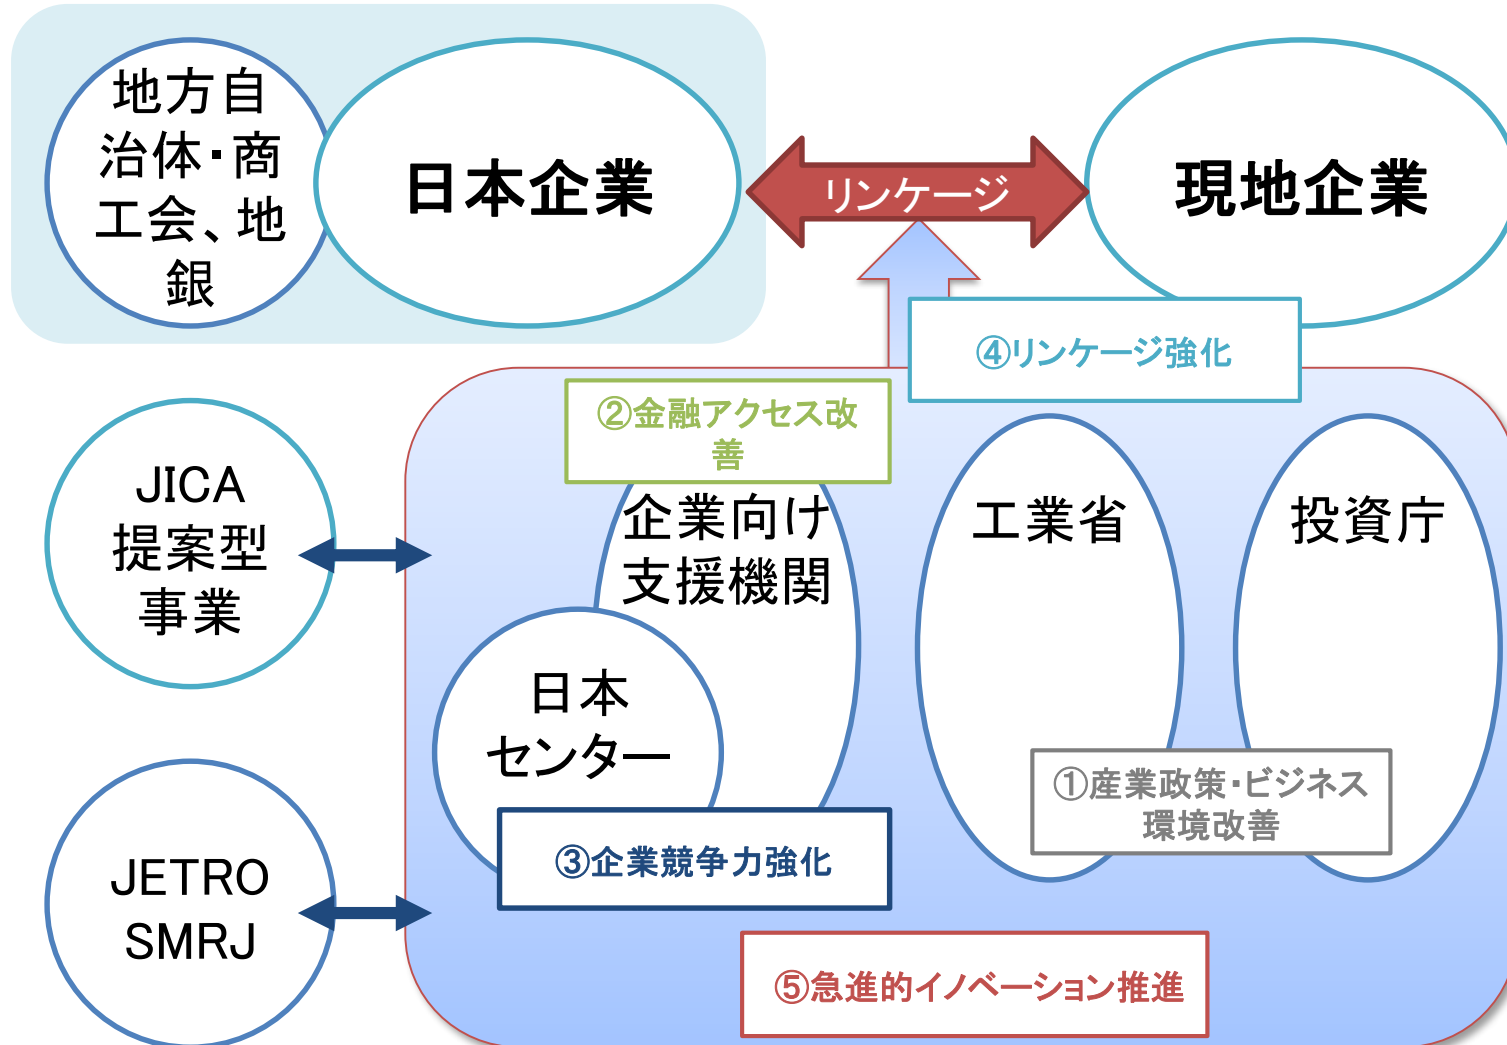 地方自
治体・商
工会、地
銀
日本企業
リンケージ
現地企業
④リンケージ強化
②金融アクセス改
善
JICA
提案型
事業
企業向け
支援機関
工業省
投資庁
日本
センター
①産業政策・ビジネス
環境改善
③企業競争力強化
JETRO
SMRJ
⑤急進的イノベーション推進